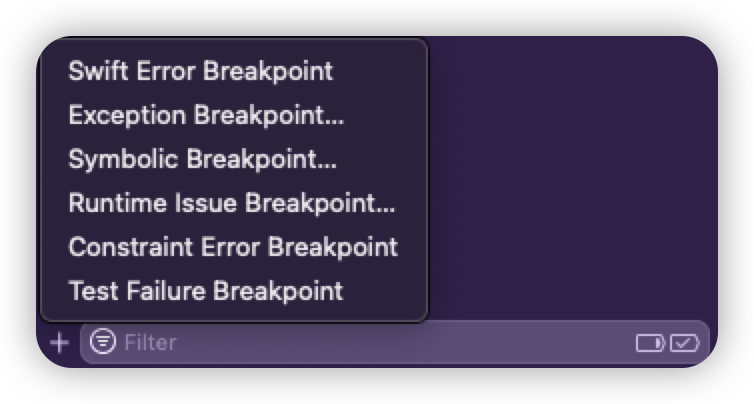 Swift Error Breakpoint
Exception Breakpoint...
Symbolic Breakpoint...
Runtime Issue Breakpoint...
Constraint Error Breakpoint
Test Failure Breakpoint
Filter